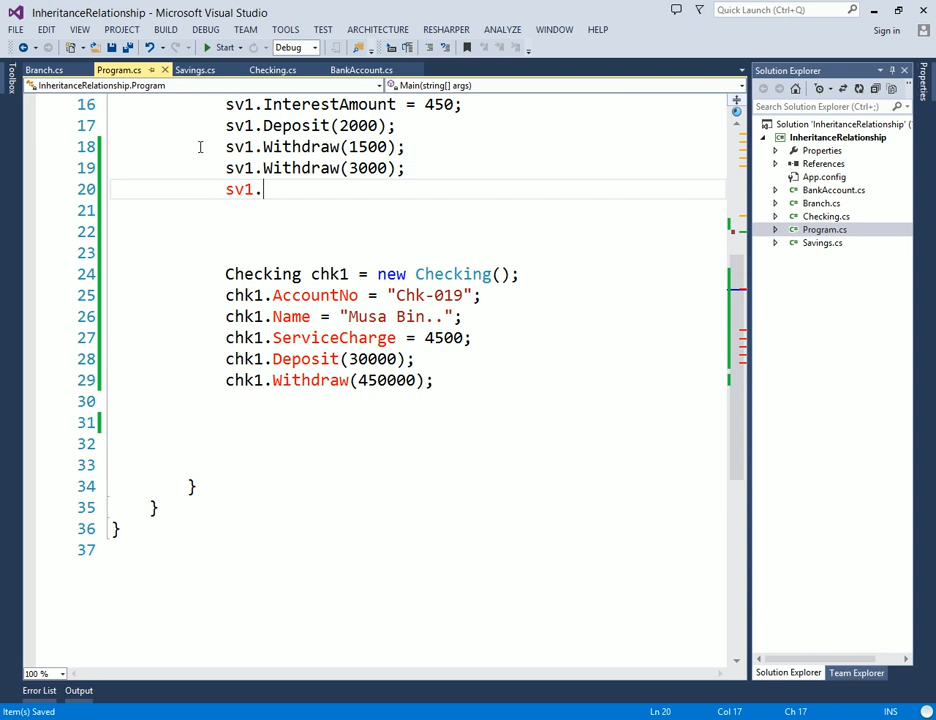 InheritanceRelationship - Microsoft Visual Studio
Quick Launch (Ctrl+Q)
FILE EDIT VIEW PROJECT BUILD DEBUG TEAM TOOLS TEST ARCHITECTURE RESHARPER ANALYZE WINDOW HELP
Sign in
Start Debug
Toolbox
Branch.cs Program.cs Savings.cs Checking.cs BankAccount.cs
InheritanceRelationship.Program Main(string[] args)
16 sv1.InterestAmount = 450;
17 sv1.Deposit(2000);
18 sv1.Withdraw(1500);
19 sv1.Withdraw(3000);
20 sv1.
21
22
23
24 Checking chk1 = new Checking();
25 chk1.AccountNo = "Chk-019";
26 chk1.Name = "Musa Bin..";
27 chk1.ServiceCharge = 4500;
28 chk1.Deposit(30000);
29 chk1.Withdraw(450000);
30
31
32
33
34 }
35 }
36 }
37
100 %
Solution Explorer
Search Solution Explorer (Ctrl+;)
Solution 'InheritanceRelationship' (1
InheritanceRelationship
Properties
References
App.config
BankAccount.cs
Branch.cs
Checking.cs
Program.cs
Savings.cs
Solution Explorer Team Explorer
Properties
Error List Output
Item(s) Saved Ln 20 Col 17 Ch 17 INS